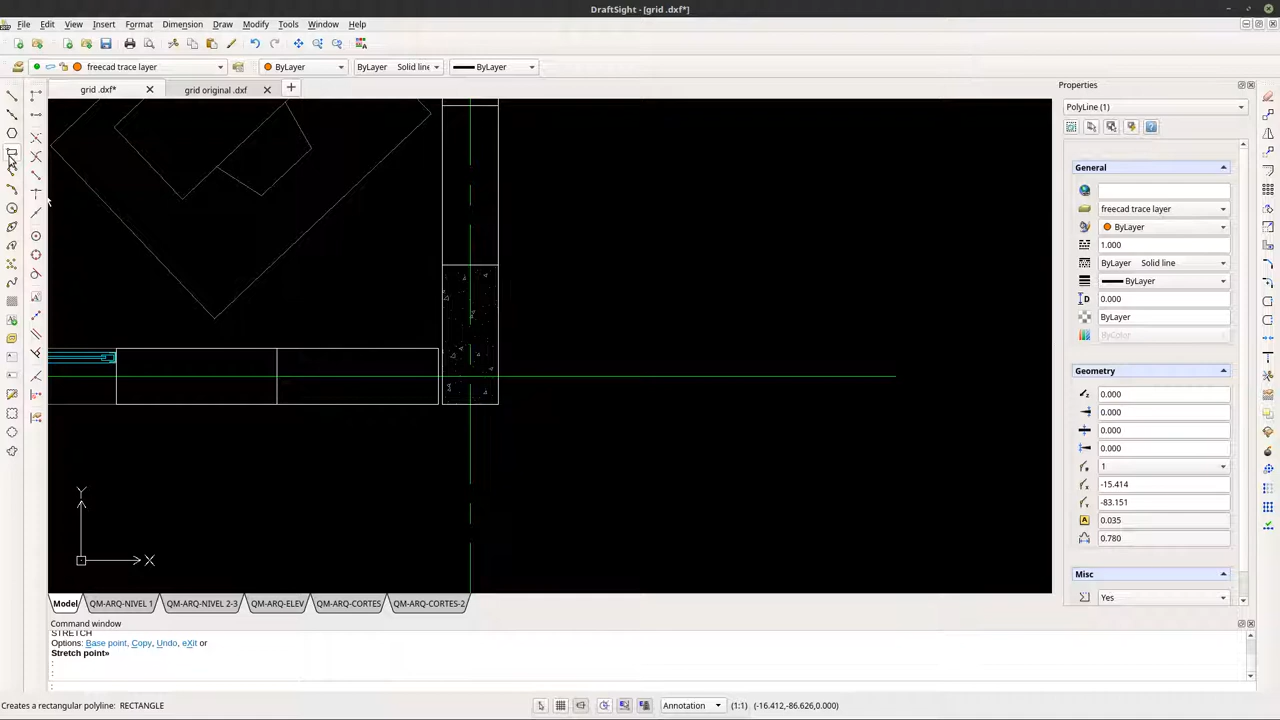 DraftSight - [grid .dxf*]
File Edit View Insert Format Dimension Draw Modify Tools Window Help
freecad trace layer ByLayer ByLayer Solid line ByLayer
grid .dxf* grid original .dxf
Properties
PolyLine (1)
General
freecad trace layer
ByLayer
1.000
ByLayer Solid line
ByLayer
0.000
ByLayer
ByColor
Geometry
0.000
0.000
0.000
0.000
1
-15.414
-83.151
0.035
0.780
Misc
Yes
Y
X
Model QM-ARQ-NIVEL 1 QM-ARQ-NIVEL 2-3 QM-ARQ-ELEV QM-ARQ-CORTES QM-ARQ-CORTES-2
Command window
STRETCH
Options: Base point, Copy, Undo, eXit or
Stretch point»
:
:
:
Creates a rectangular polyline: RECTANGLE
Annotation (1:1) (-16.412,-86.626,0.000)